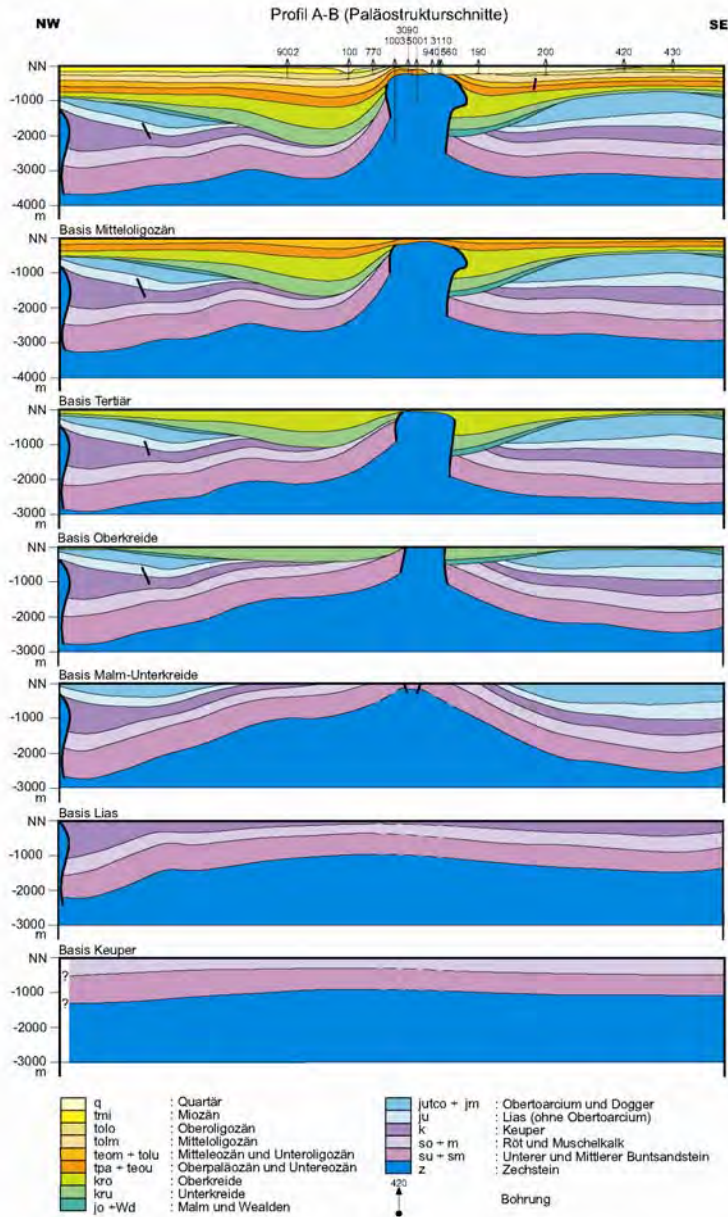 Profil A-B (Paläostrukturschnitte)
NW
SE
3090
1003 5001 3110
9002 100 770 940 560 190 200 420 430
NN
-1000
-2000
-3000
-4000
m
Basis Mitteloligozän
NN
-1000
-2000
-3000
-4000
m
Basis Tertiär
NN
-1000
-2000
-3000
m
Basis Oberkreide
NN
-1000
-2000
-3000
m
Basis Malm-Unterkreide
NN
-1000
-2000
-3000
m
Basis Lias
NN
-1000
-2000
-3000
m
Basis Keuper
NN
?
-1000
?
-2000
-3000
m
q : Quartär
tmi : Miozän
tolo : Oberoligozän
tolm : Mitteloligozän
teom + tolu : Mitteleozän und Unteroligozän
tpa + teou : Oberpaläozän und Untereozän
kro : Oberkreide
kru : Unterkreide
jo +Wd : Malm und Wealden
jutco + jm : Obertoarcium und Dogger
ju : Lias (ohne Obertoarcium)
k : Keuper
so + m : Röt und Muschelkalk
su + sm : Unterer und Mittlerer Buntsandstein
z : Zechstein
420
Bohrung